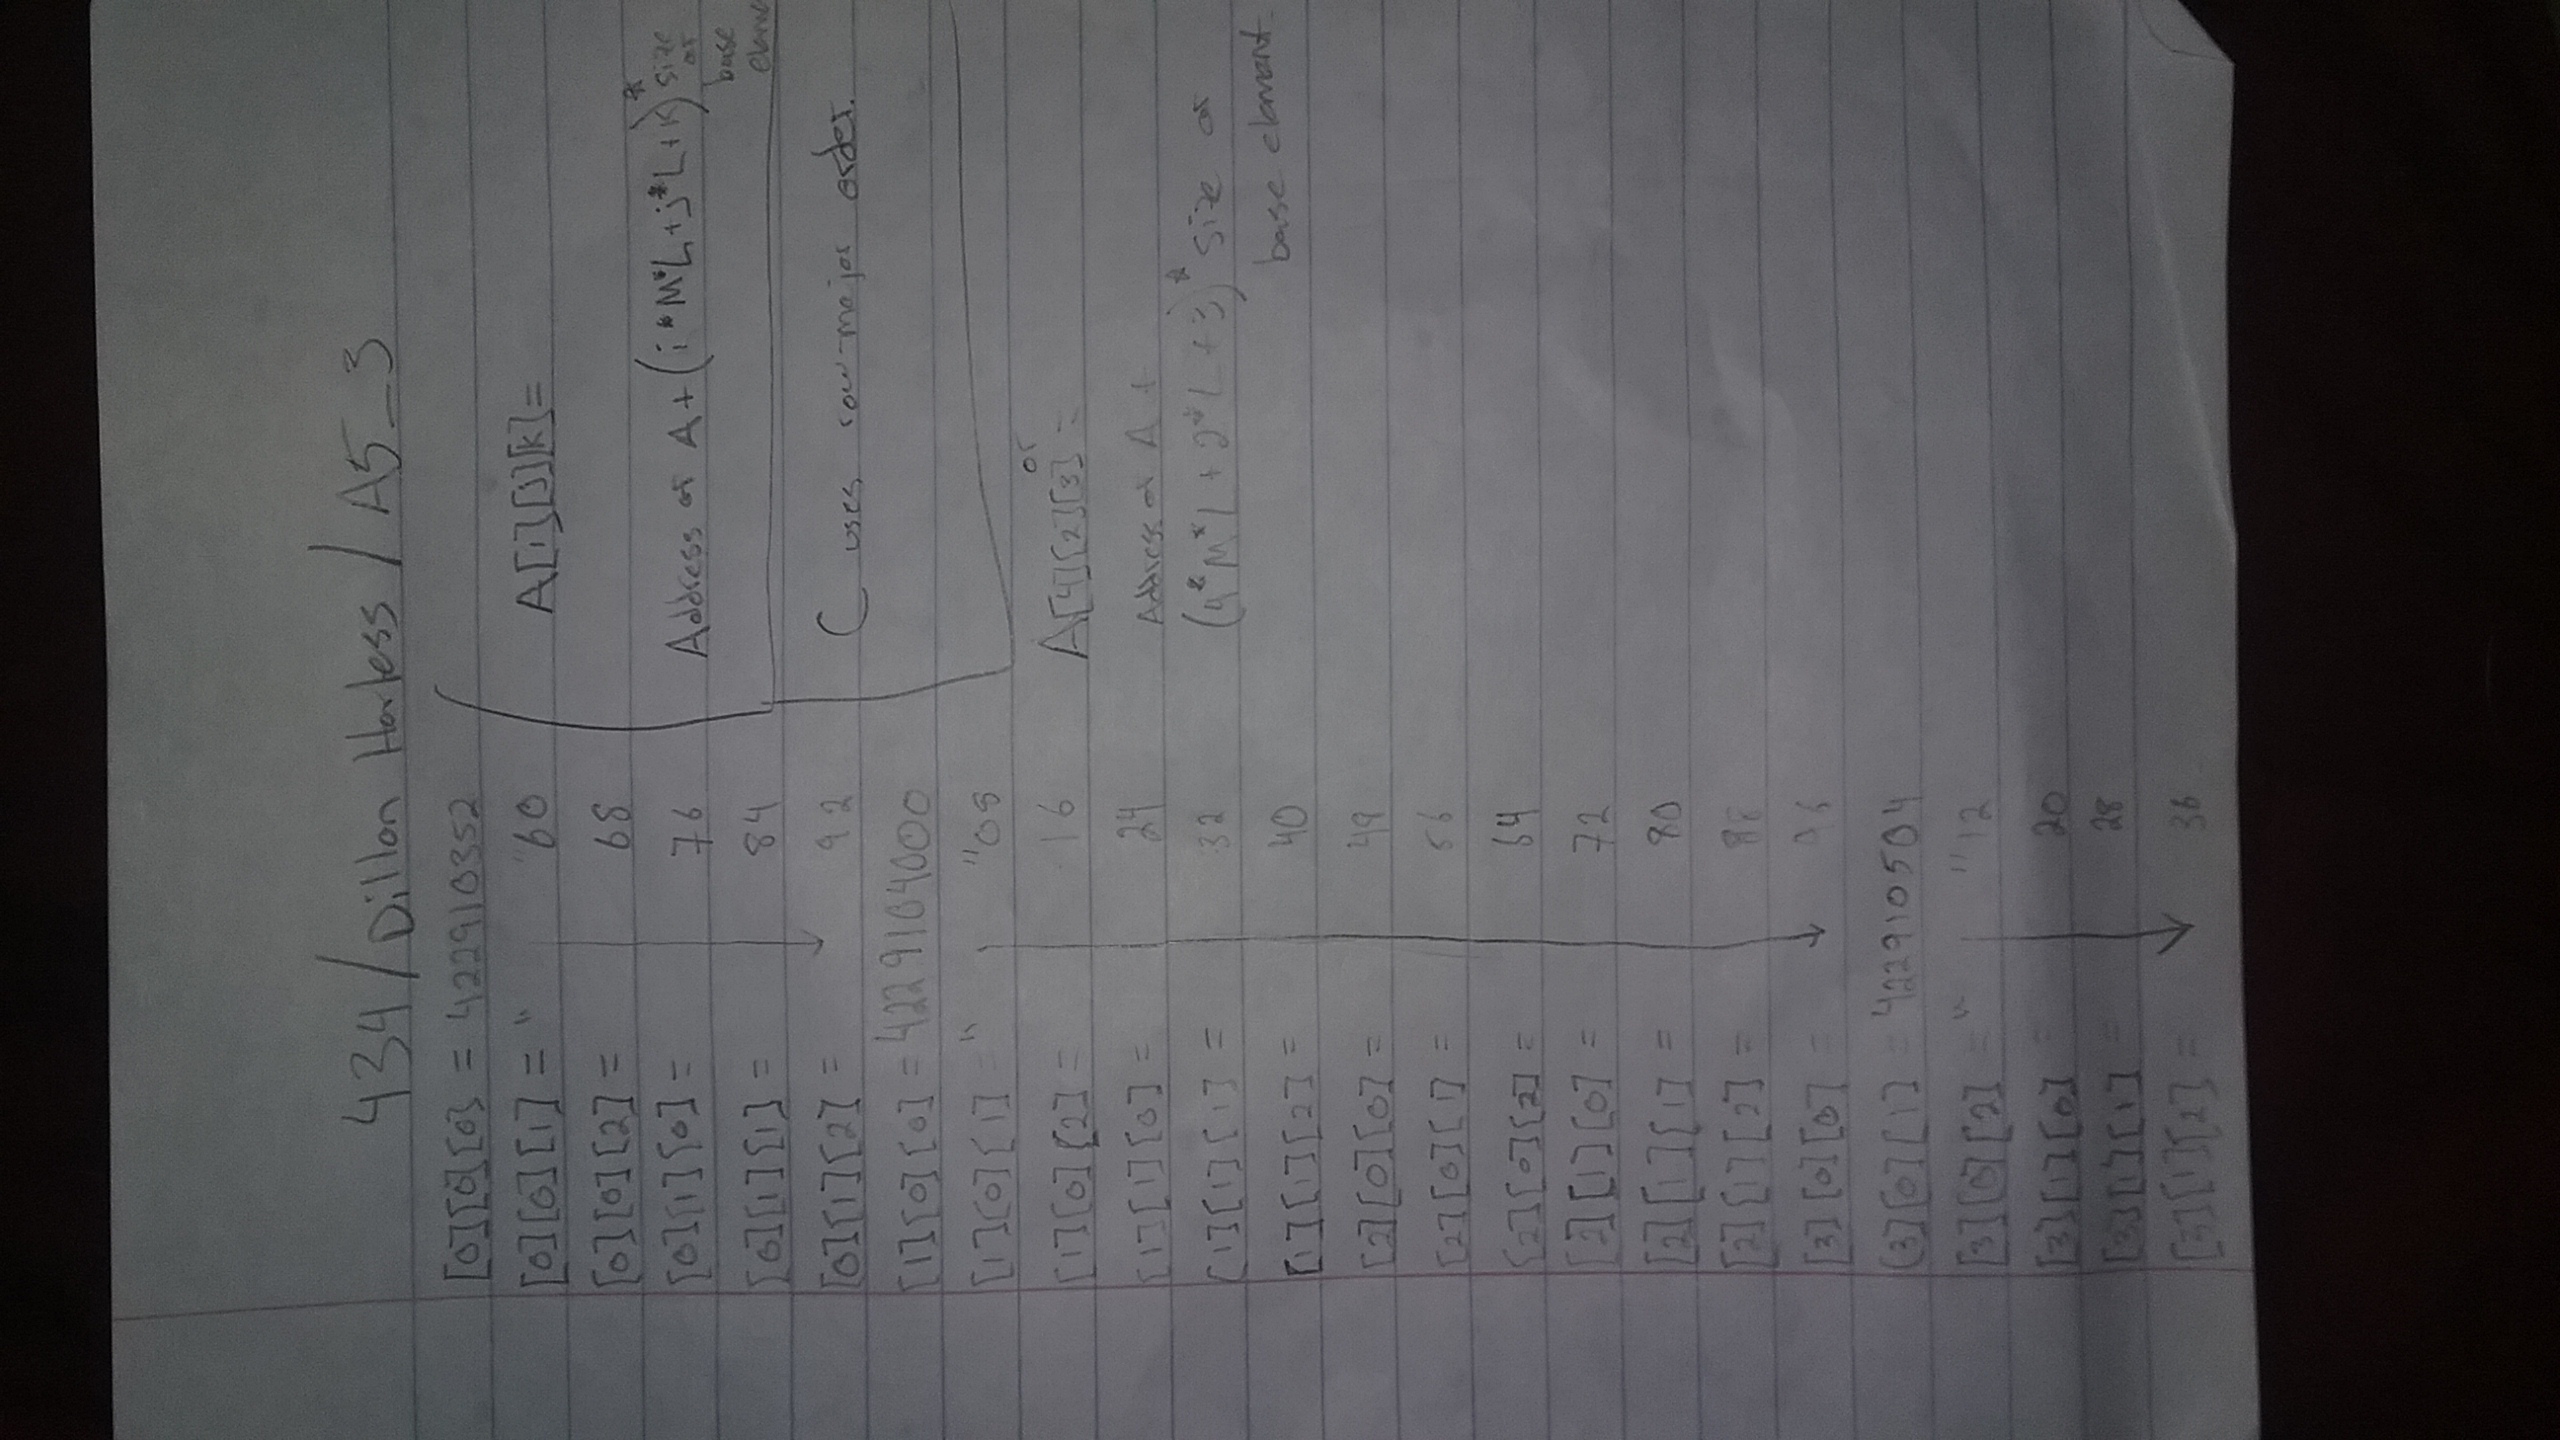 434/Dillon Harless/A5_3
[0][0][0] = 422910352
[0][0][1] = " "60
[0][0][2] = 68
[0][1][0] = 76
[0][1][1] = 84
[0][1][2] = 92
[1][0][0] = 4229104000
[1][0][1] = " "08
[1][0][2] = 16
[1][1][0] = 24
[1][1][1] = 32
[1][1][2] = 40
[2][0][0] = 48
[2][0][1] = 56
[2][0][2] = 64
[2][1][0] = 72
[2][1][1] = 80
[2][1][2] = 88
[3][0][0] = 96
[3][0][1] = 422910504
[3][0][2] = " "12
[3][1][0] = 20
[3][1][1] = 28
[3][1][2] = 36
A[i][j][k]=
Address of A+(i*M*L+j*L+k)* size of
base
C uses row-major order.
or
A[4][2][3] =
Address of A +
(4*M*L + 2*L +3)* size of
base element